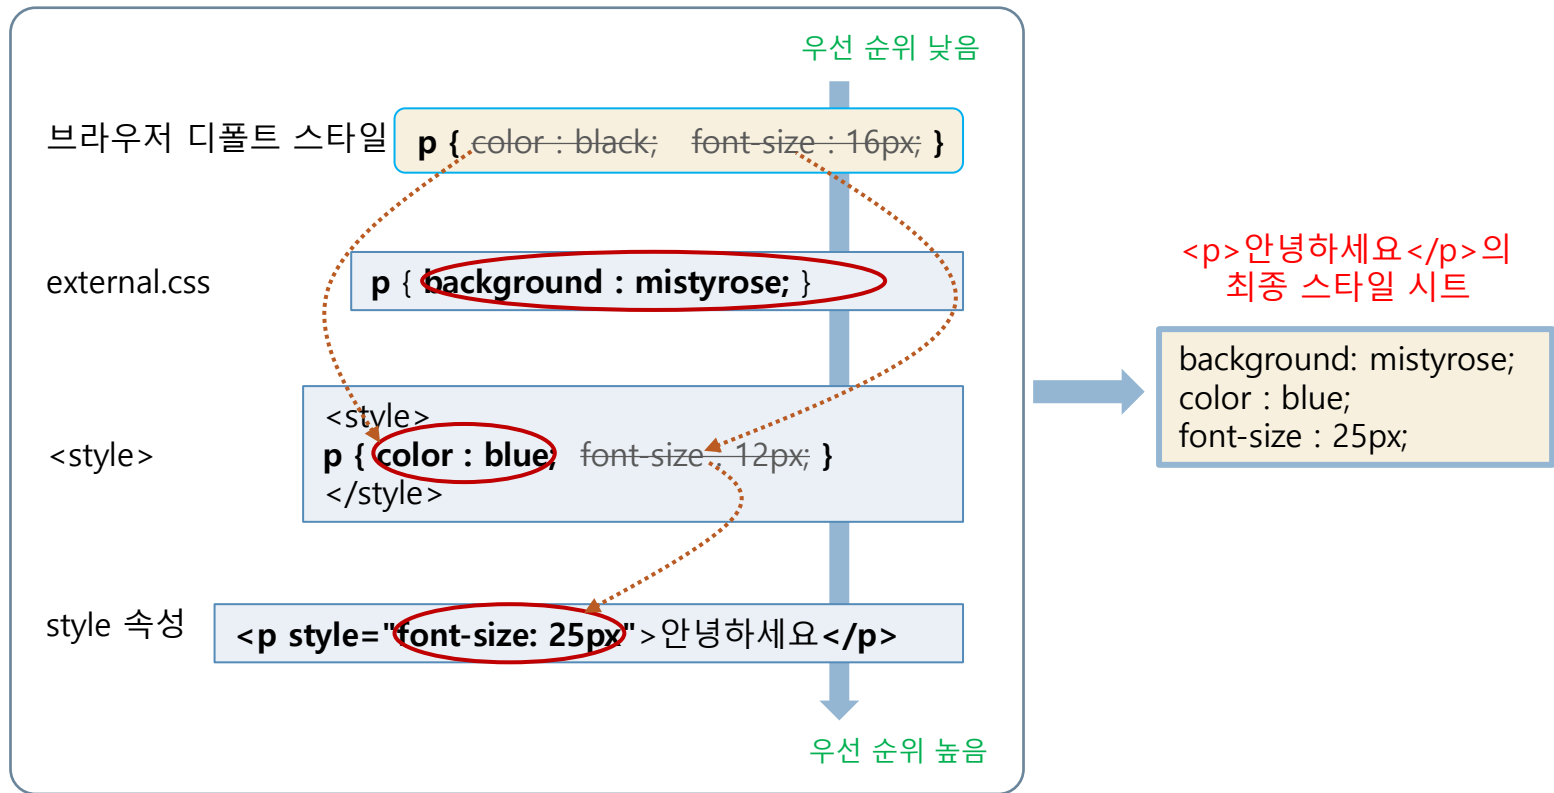 우선 순위 낮음
브라우저 디폴트 스타일
p { color : black; font-size : 16px; }
external.css
p { background : mistyrose; }
<style>
<style>
p { color : blue; font-size : 12px; }
</style>
style 속성
<p style="font-size: 25px">안녕하세요</p>
우선 순위 높음
<p>안녕하세요</p>의
최종 스타일 시트
background: mistyrose;
color : blue;
font-size : 25px;